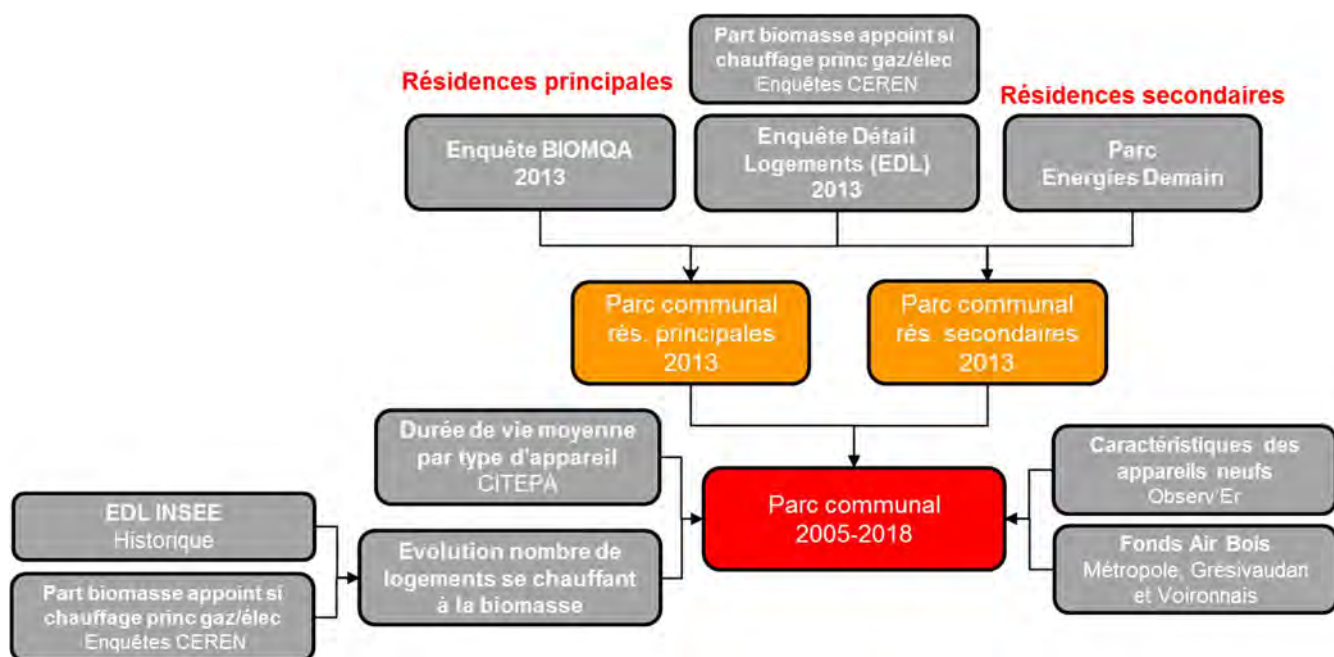 Part biomasse appoint si
chauffage princ gaz/élec
Enquêtes CEREN
Résidences principales
Résidences secondaires
Enquête BIOMQA
2013
Enquête Détail
Logements (EDL)
2013
Parc
Energies Demain
Parc communal
rés. principales
2013
Parc communal
rés. secondaires
2013
Durée de vie moyenne
par type d'appareil
CITEPA
Caractéristiques des
appareils neufs
Observ'Er
Parc communal
2005-2018
EDL INSEE
Historique
Evolution nombre de
logements se chauffant
à la biomasse
Fonds Air Bois
Métropole, Grésivaudan
et Voironnais
Part biomasse appoint si
chauffage princ gaz/élec
Enquêtes CEREN